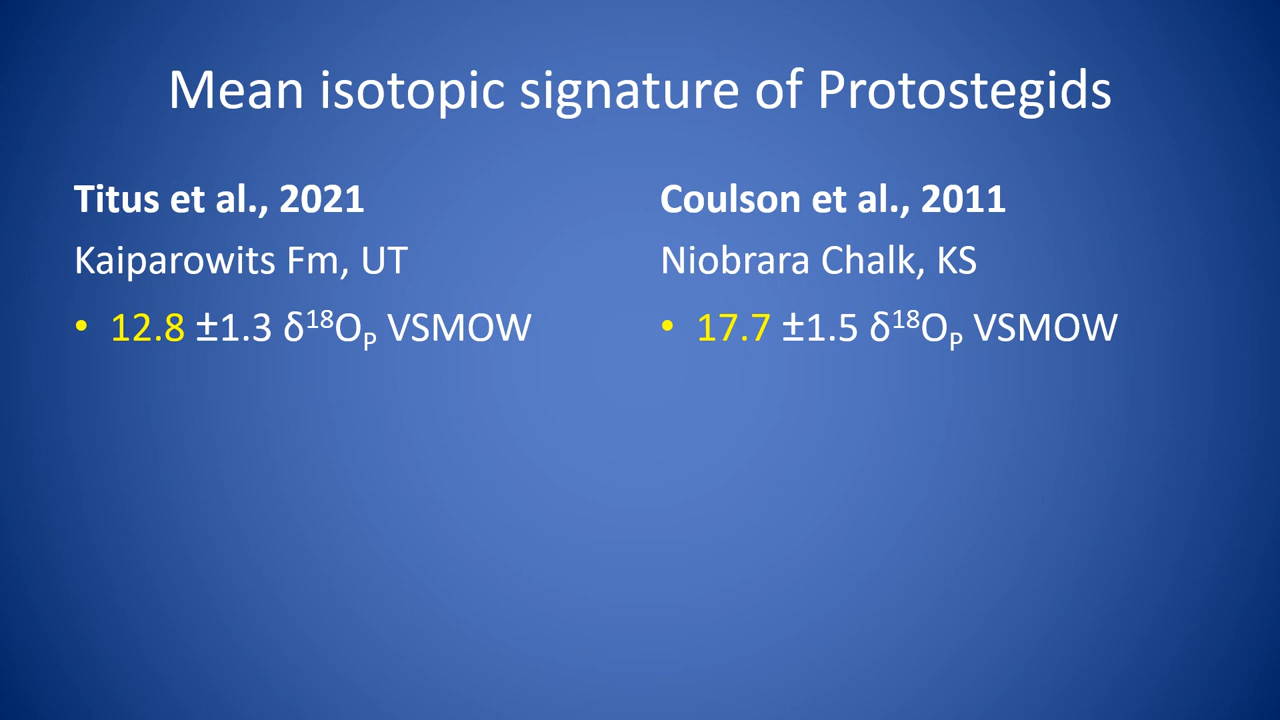 Mean isotopic signature of Protostegids
Titus et al., 2021
Kaiparowits Fm, UT
• 12.8 ±1.3 δ¹⁸Oₚ VSMOW
Coulson et al., 2011
Niobrara Chalk, KS
• 17.7 ±1.5 δ¹⁸Oₚ VSMOW